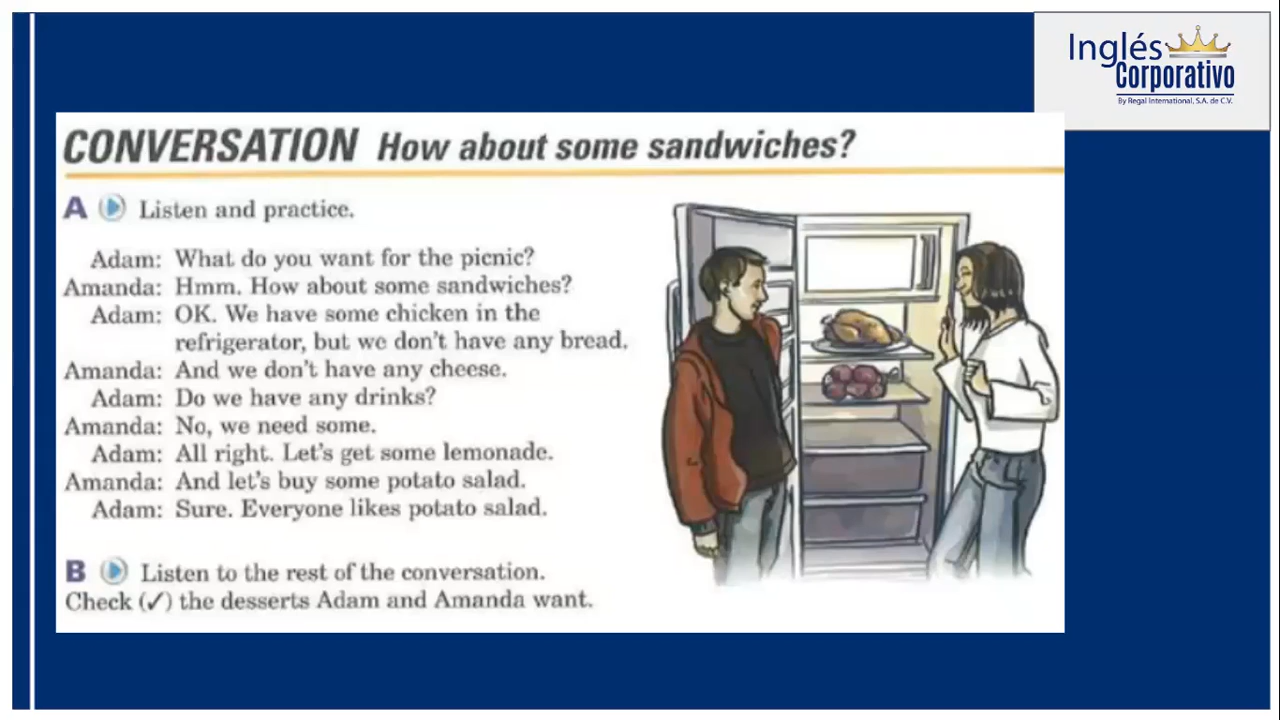 Inglés
Corporativo
By Regal International, S.A. de C.V.
CONVERSATION How about some sandwiches?
A Listen and practice.
Adam: What do you want for the picnic?
Amanda: Hmm. How about some sandwiches?
Adam: OK. We have some chicken in the
refrigerator, but we don't have any bread.
Amanda: And we don't have any cheese.
Adam: Do we have any drinks?
Amanda: No, we need some.
Adam: All right. Let's get some lemonade.
Amanda: And let's buy some potato salad.
Adam: Sure. Everyone likes potato salad.
B Listen to the rest of the conversation.
Check (✓) the desserts Adam and Amanda want.